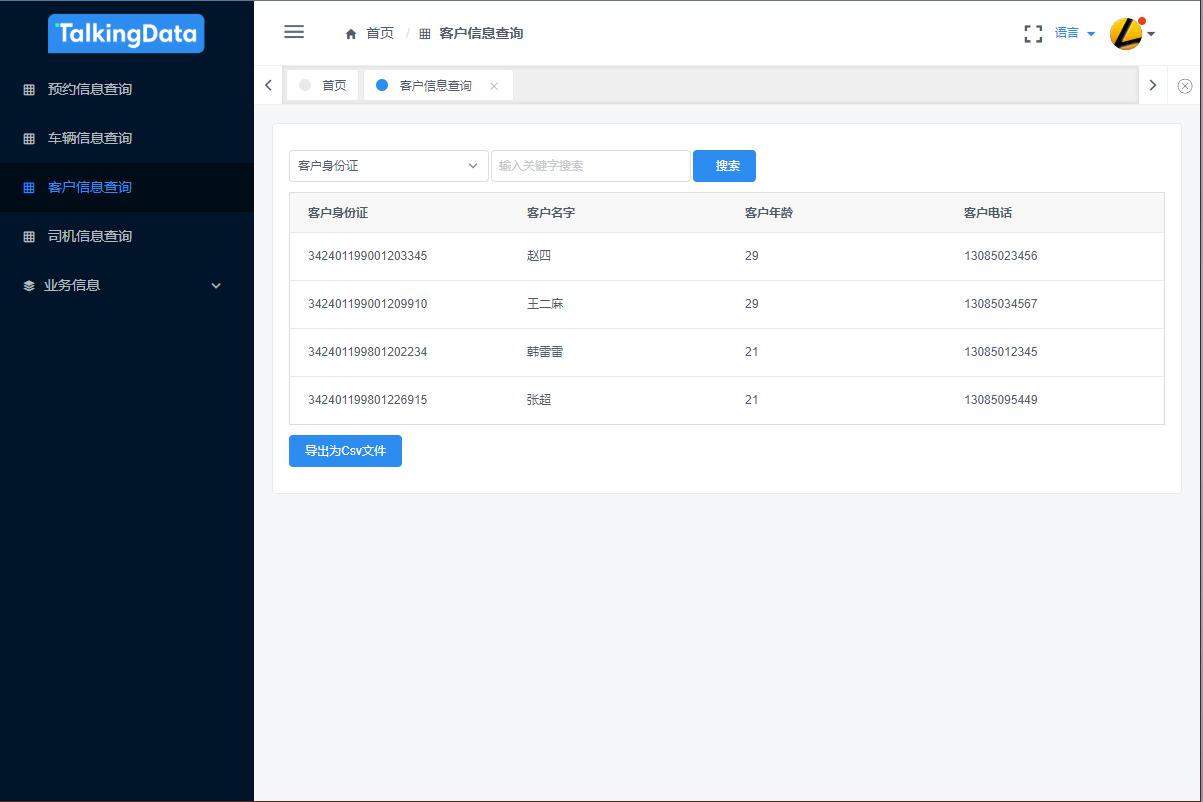 TalkingData
预约信息查询
车辆信息查询
客户信息查询
司机信息查询
业务信息
首页 / 客户信息查询
语言
首页
客户信息查询
客户身份证
输入关键字搜索
搜索
客户身份证 客户名字 客户年龄 客户电话
342401199001203345 赵四 29 13085023456
342401199001209910 王二麻 29 13085034567
342401199801202234 韩雷雷 21 13085012345
342401199801226915 张超 21 13085095449
导出为Csv文件